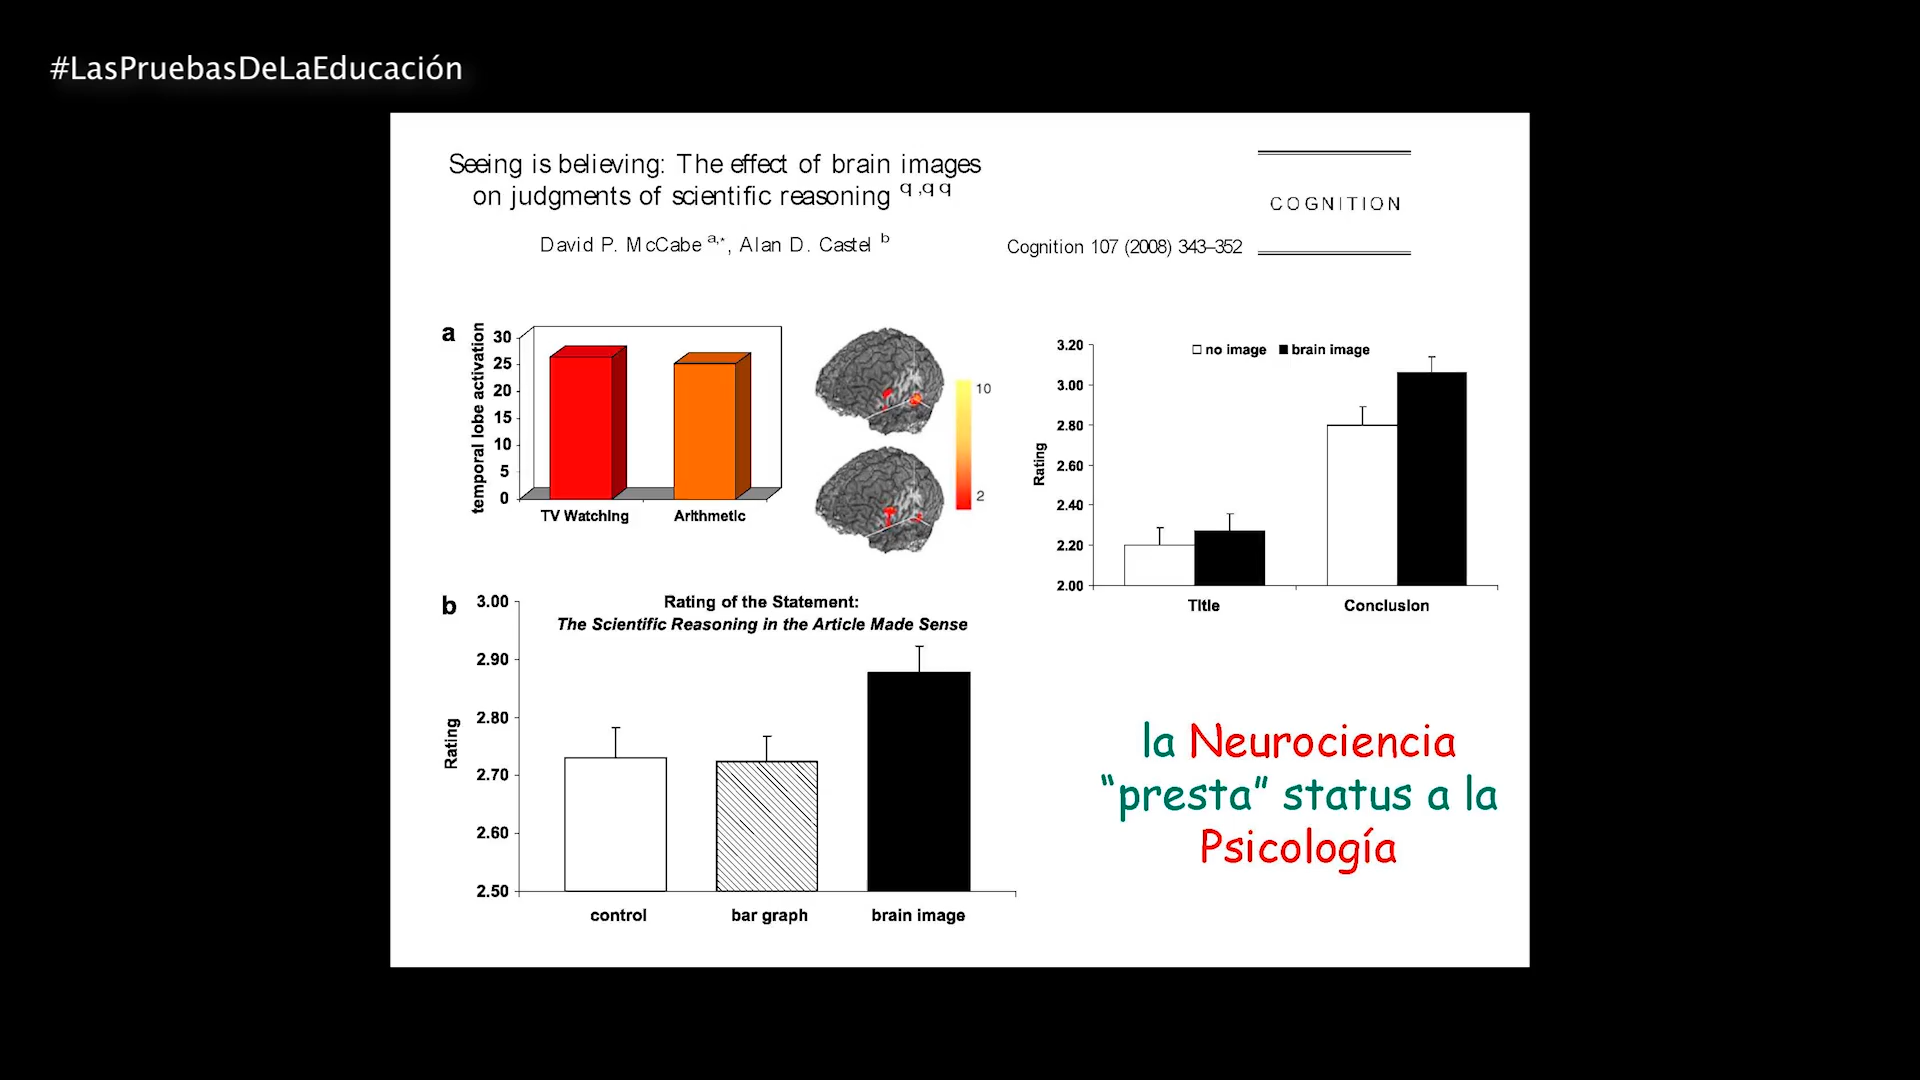 #LasPruebasDeLaEducación
Seeing is believing: The effect of brain images
on judgments of scientific reasoning q ,q q
David P. McCabe a,*, Alan D. Castel b
Cognition 107 (2008) 343–352
COGNITION
a
temporal lobe activation
30
25
20
15
10
5
0
TV Watching
Arithmetic
10
2
no image
brain image
Rating
3.20
3.00
2.80
2.60
2.40
2.20
2.00
Title
Conclusion
b
Rating of the Statement:
The Scientific Reasoning in the Article Made Sense
Rating
3.00
2.90
2.80
2.70
2.60
2.50
control
bar graph
brain image
la Neurociencia
“presta” status a la
Psicología